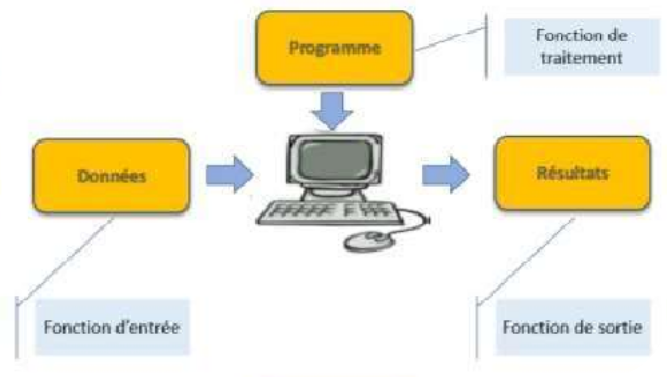 Programme
Fonction de
traitement
Données
Résultats
Fonction d'entrée
Fonction de sortie